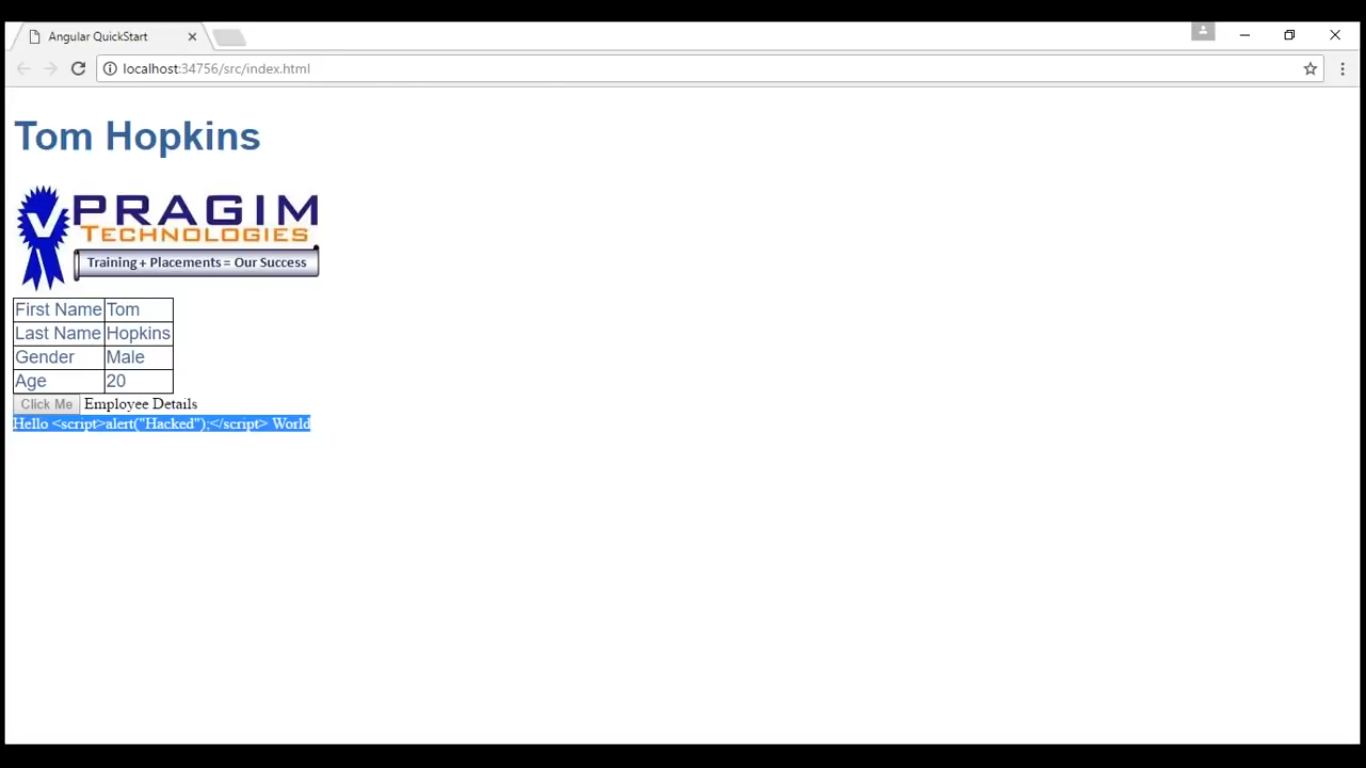 Angular QuickStart
localhost:34756/src/index.html
Tom Hopkins
PRAGIM
TECHNOLOGIES
Training + Placements = Our Success
First Name Tom
Last Name Hopkins
Gender Male
Age 20
Click Me Employee Details
Hello <script>alert("Hacked");</script> World